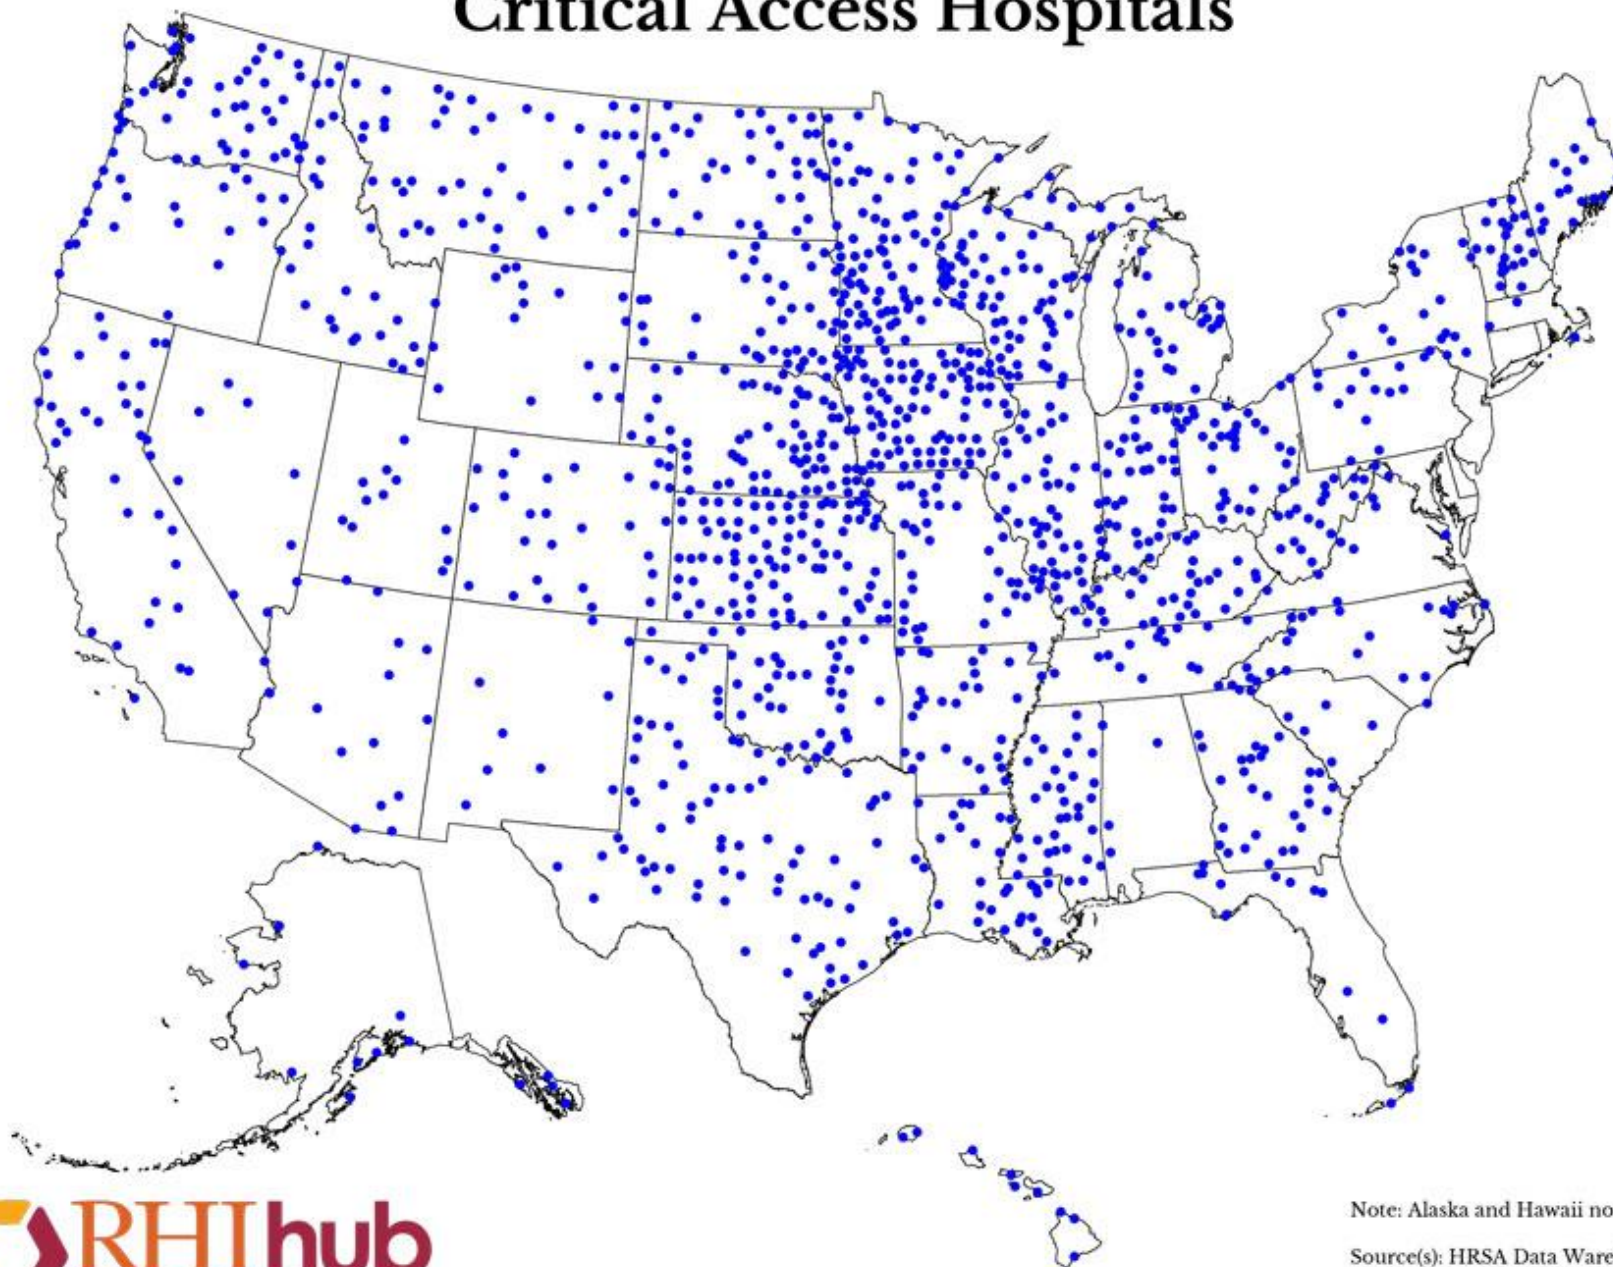 Critical Access Hospitals
RHIhub
Note: Alaska and Hawaii no
Source(s): HRSA Data Ware